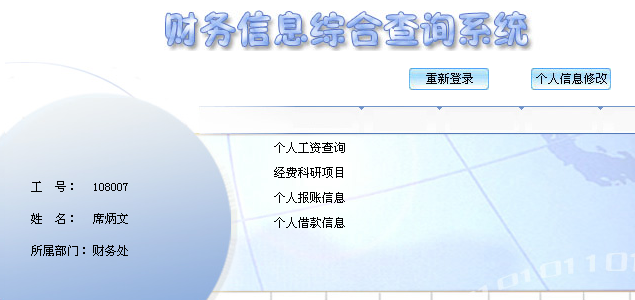 财务信息综合查询系统
重新登录 个人信息修改
个人工资查询
经费科研项目
个人报账信息
个人借款信息
工 号： 108007
姓 名： 席炳文
所属部门：财务处